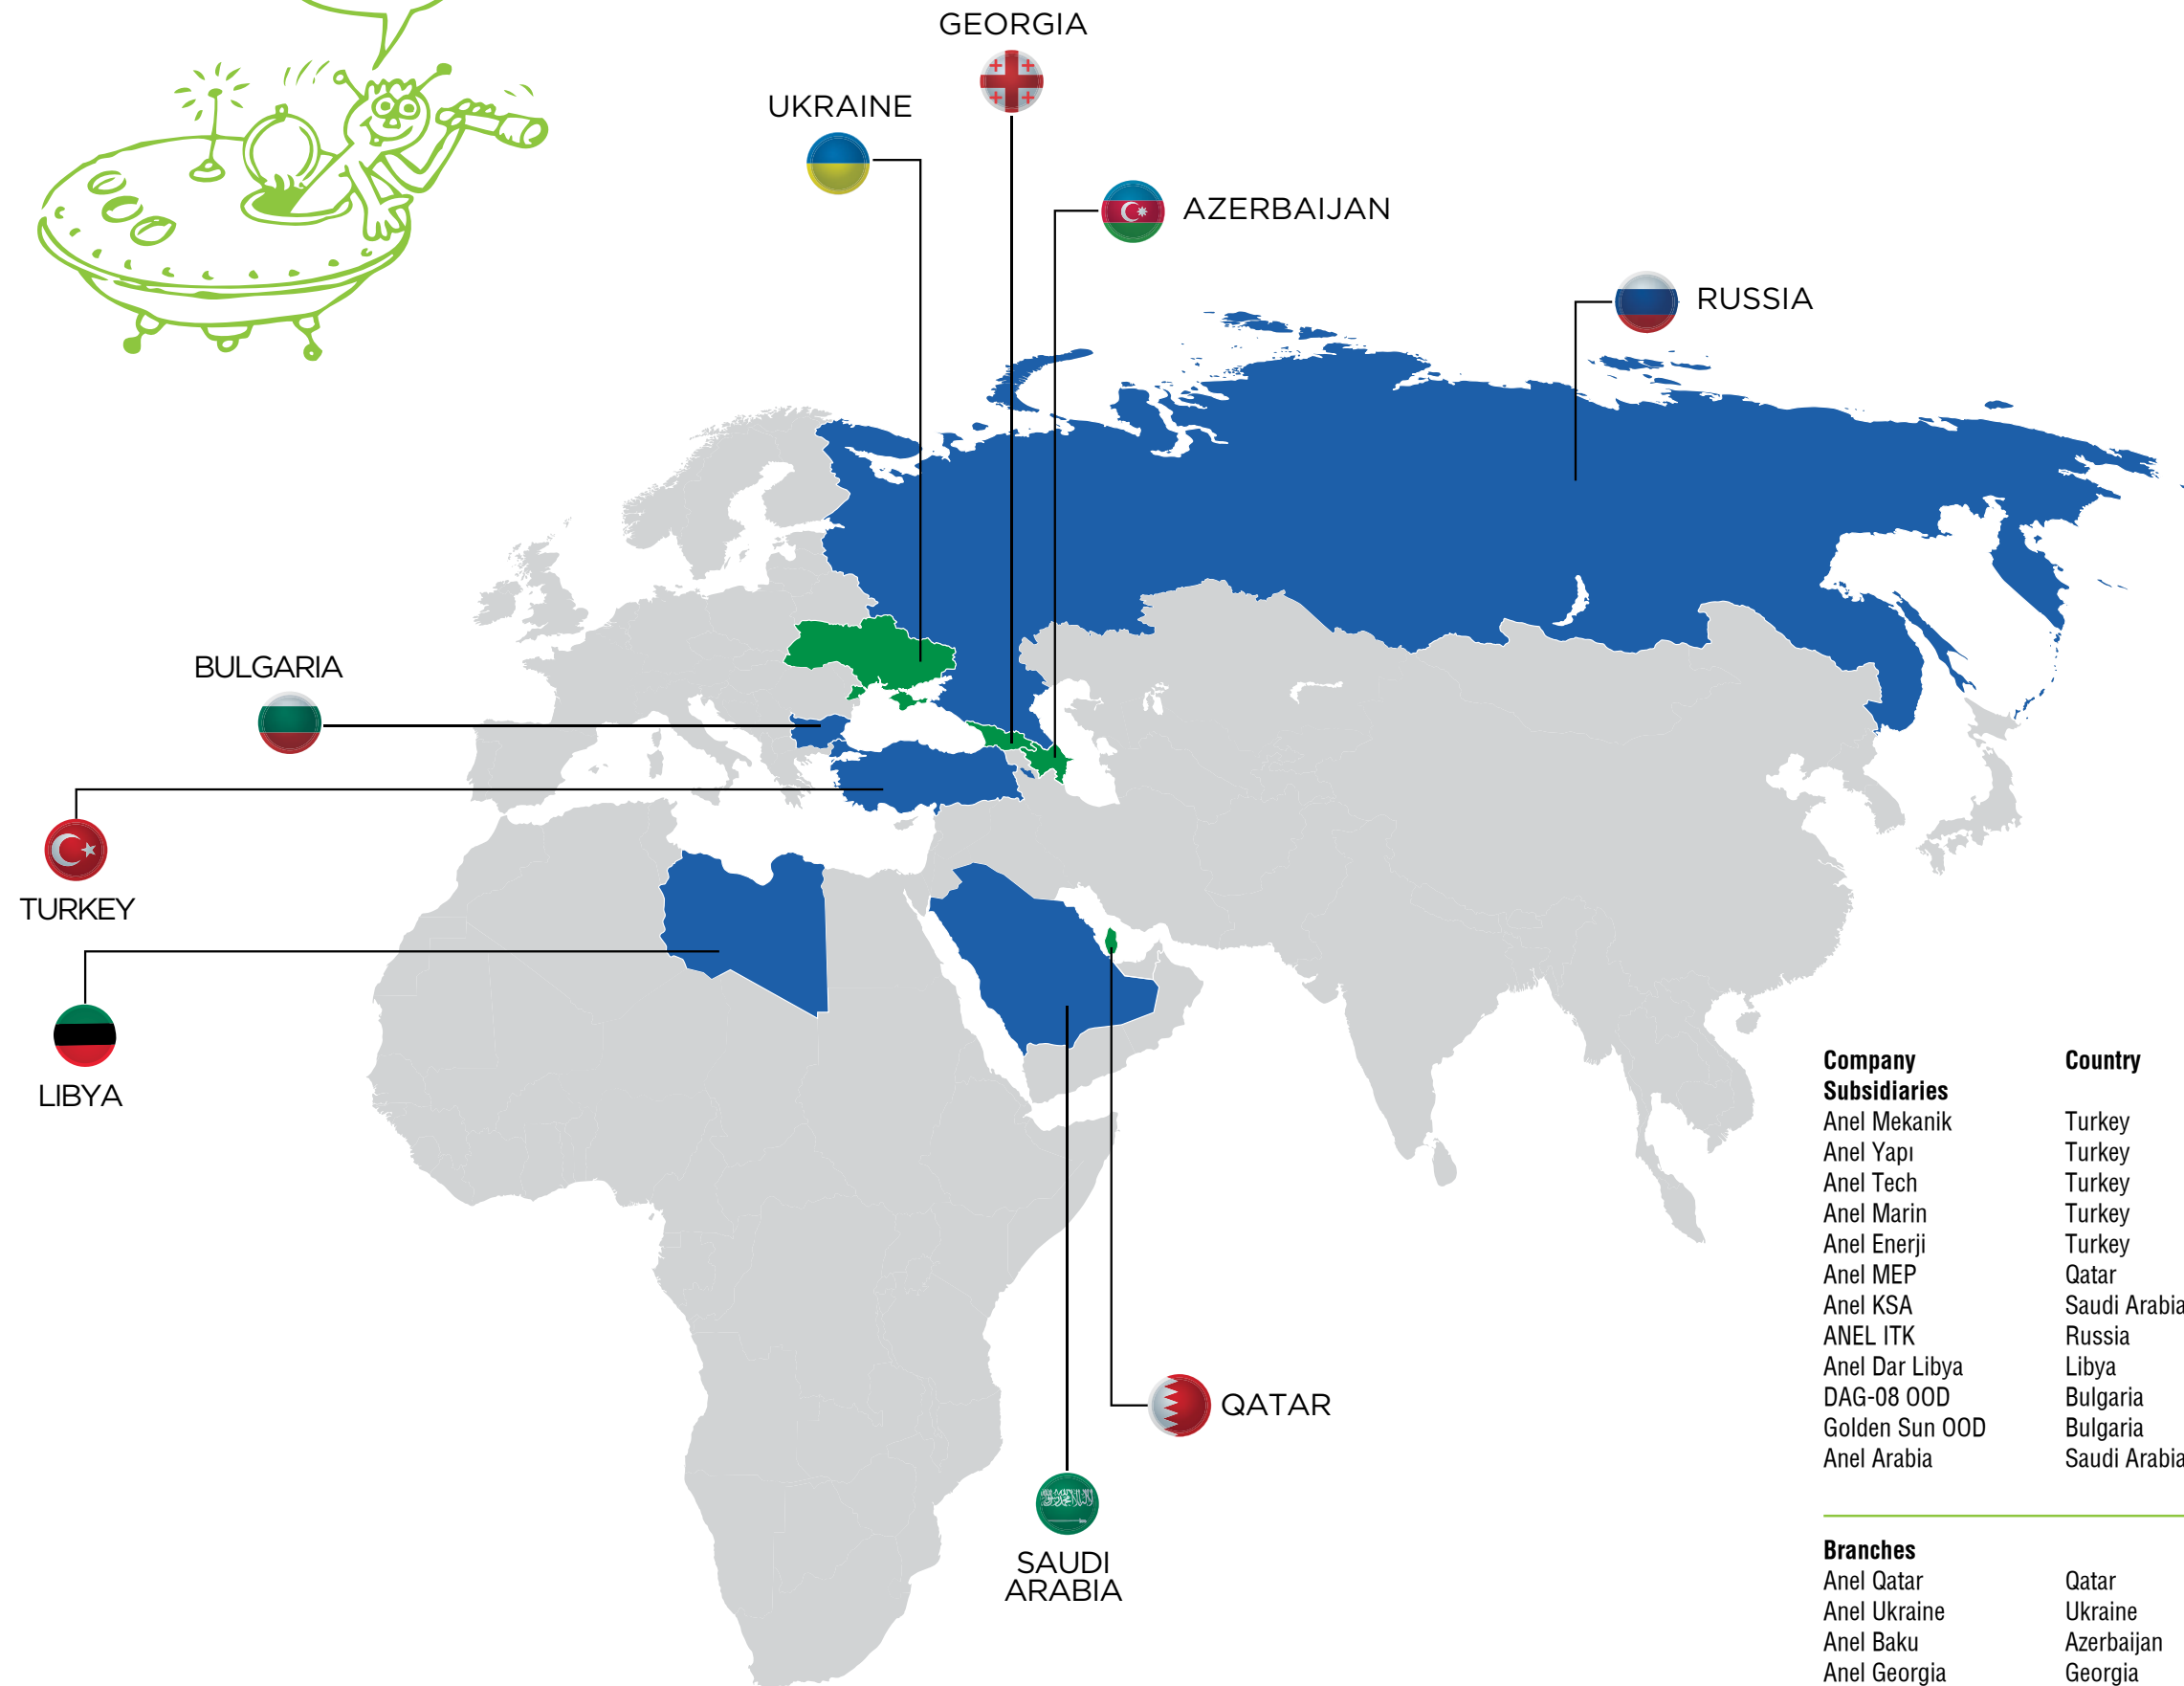 GEORGIA
UKRAINE
AZERBAIJAN
RUSSIA
BULGARIA
TURKEY
LIBYA
QATAR
SAUDI
ARABIA
Company Country
Subsidiaries
Anel Mekanik Turkey
Anel Yapı Turkey
Anel Tech Turkey
Anel Marin Turkey
Anel Enerji Turkey
Anel MEP Qatar
Anel KSA Saudi Arabia
ANEL ITK Russia
Anel Dar Libya Libya
DAG-08 OOD Bulgaria
Golden Sun OOD Bulgaria
Anel Arabia Saudi Arabia
Branches
Anel Qatar Qatar
Anel Ukraine Ukraine
Anel Baku Azerbaijan
Anel Georgia Georgia